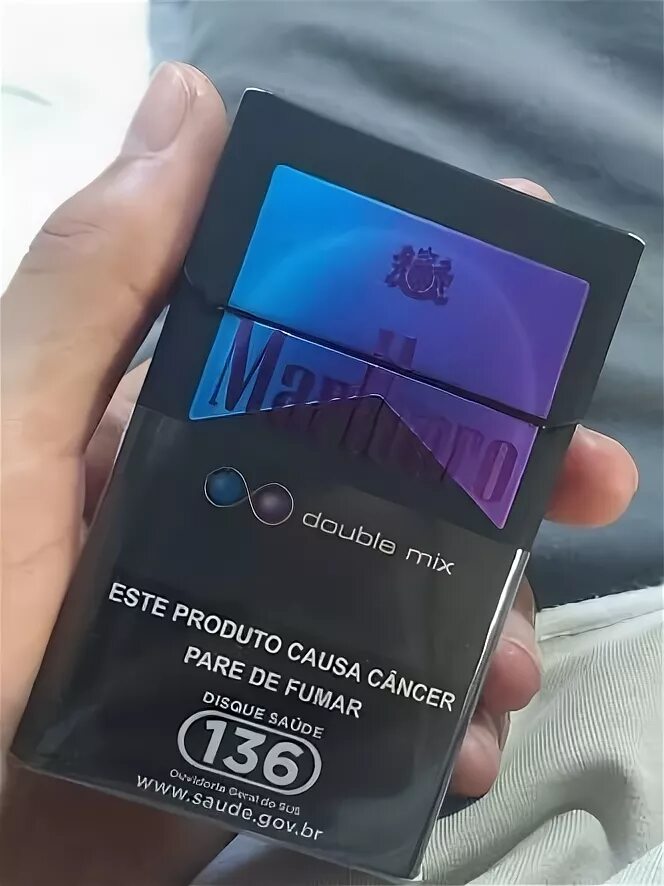 Marlboro
double mix
ESTE PRODUTO CAUSA CÂNCER
PARE DE FUMAR
DISQUE SAÚDE
136
Ouvidoria Geral do SUS
www.saude.gov.br